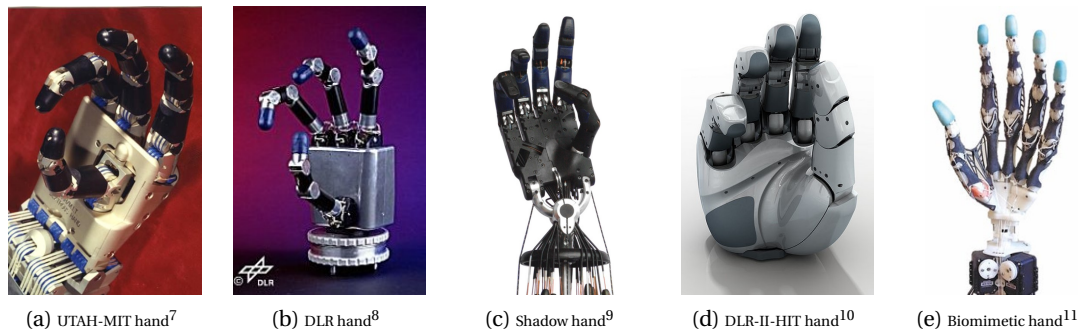 © DLR
(a) UTAH-MIT hand7
(b) DLR hand8
(c) Shadow hand9
(d) DLR-II-HIT hand10
(e) Biomimetic hand11